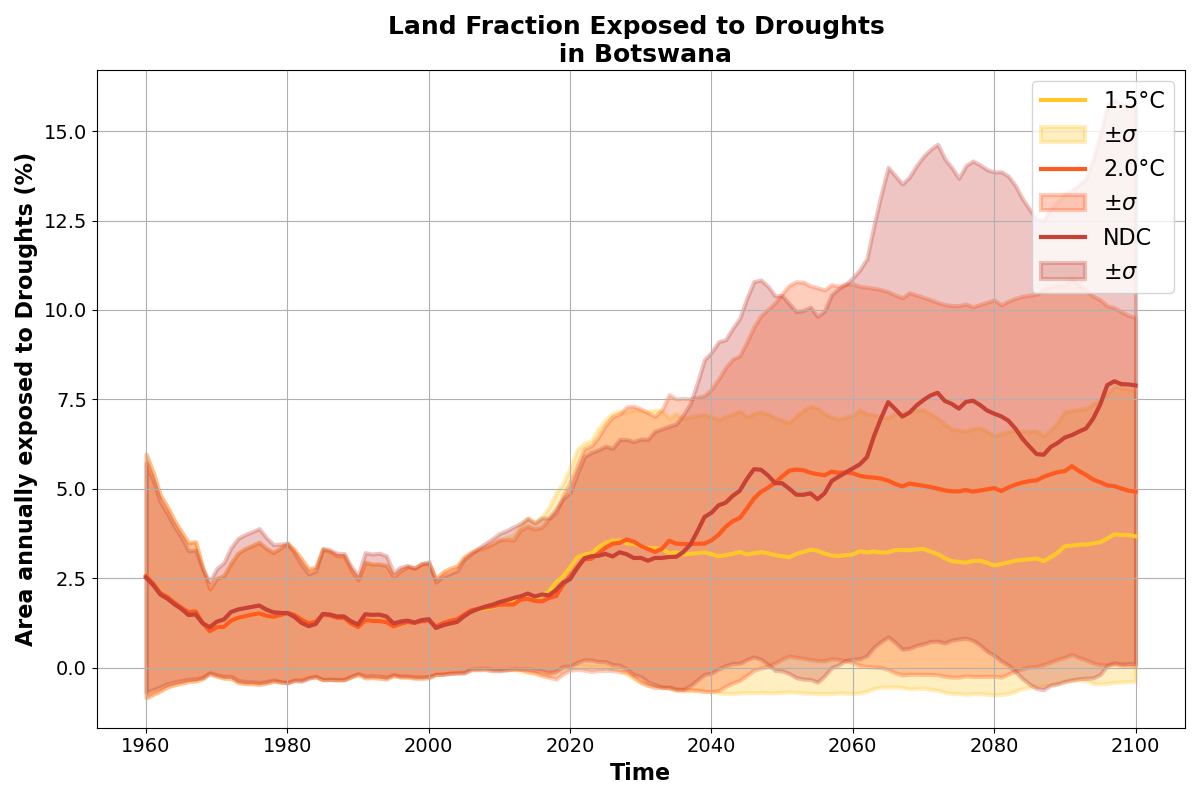 Land Fraction Exposed to Droughts
in Botswana
Area annually exposed to Droughts (%)
15.0
12.5
10.0
7.5
5.0
2.5
0.0
1.5°C
±σ
2.0°C
±σ
NDC
±σ
1960
1980
2000
2020
2040
2060
2080
2100
Time